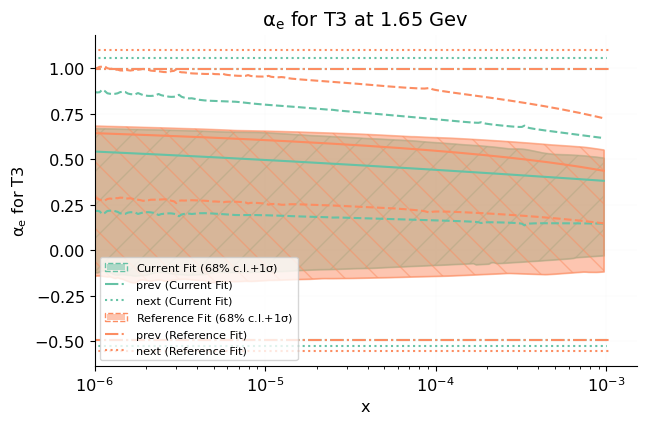 αe for T3 at 1.65 Gev
αe for T3
1.00
0.75
0.50
0.25
0.00
−0.25
−0.50
Current Fit (68% c.l.+1σ)
prev (Current Fit)
next (Current Fit)
Reference Fit (68% c.l.+1σ)
prev (Reference Fit)
next (Reference Fit)
10⁻⁶
10⁻⁵
10⁻⁴
10⁻³
x